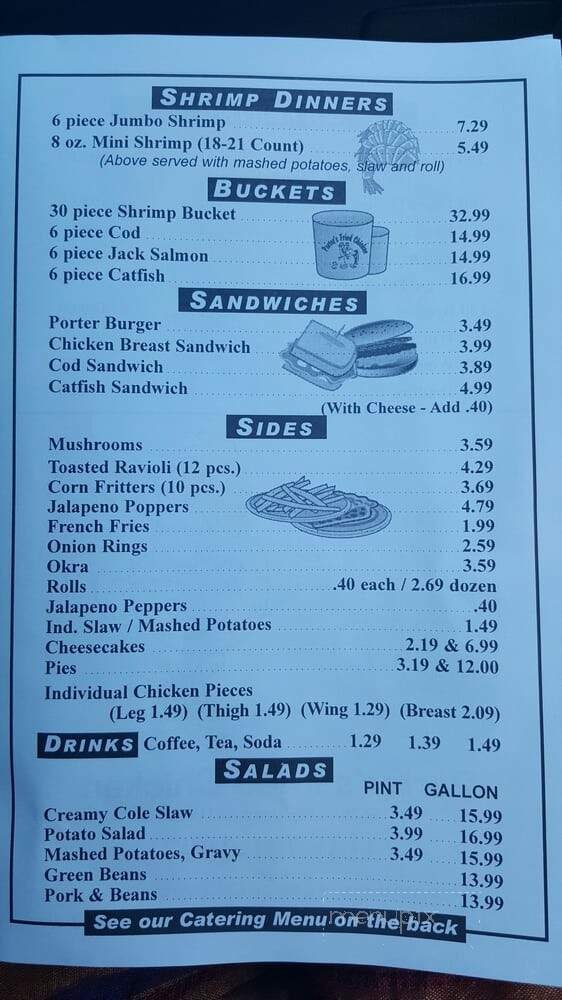 SHRIMP DINNERS
6 piece Jumbo Shrimp 7.29
8 oz. Mini Shrimp (18-21 Count) 5.49
(Above served with mashed potatoes, slaw and roll)
BUCKETS
30 piece Shrimp Bucket 32.99
6 piece Cod 14.99
6 piece Jack Salmon 14.99
6 piece Catfish 16.99
Fried Chicken
SANDWICHES
Porter Burger 3.49
Chicken Breast Sandwich 3.99
Cod Sandwich 3.89
Catfish Sandwich 4.99
(With Cheese - Add .40)
SIDES
Mushrooms 3.59
Toasted Ravioli (12 pcs.) 4.29
Corn Fritters (10 pcs.) 3.69
Jalapeno Poppers 4.79
French Fries 1.99
Onion Rings 2.59
Okra 3.59
Rolls .40 each / 2.69 dozen
Jalapeno Peppers .40
Ind. Slaw / Mashed Potatoes 1.49
Cheesecakes 2.19 & 6.99
Pies 3.19 & 12.00
Individual Chicken Pieces
(Leg 1.49) (Thigh 1.49) (Wing 1.29) (Breast 2.09)
DRINKS Coffee, Tea, Soda 1.29 1.39 1.49
SALADS
PINT GALLON
Creamy Cole Slaw 3.49 15.99
Potato Salad 3.99 16.99
Mashed Potatoes, Gravy 3.49 15.99
Green Beans 13.99
Pork & Beans 13.99
See our Catering Menu on the back
menupix